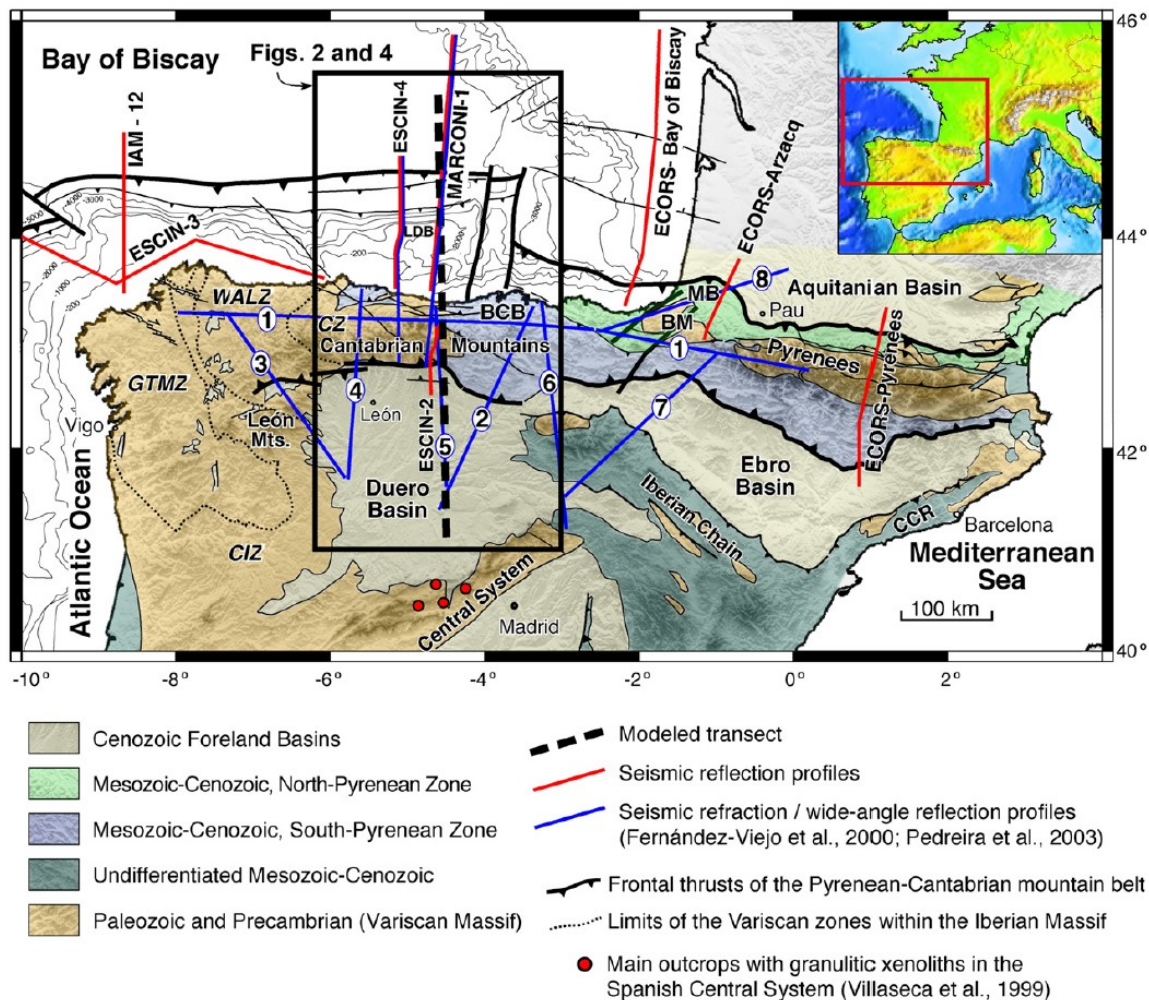 46°
Bay of Biscay
Figs. 2 and 4
IAM - 12
ESCIN-4
MARCONI-1
ECORS- Bay of Biscay
ECORS-Arzacq
ESCIN-3
LDB
-200
-3000
44°
WALZ
1
CZ
Cantabrian
Mountains
BCB
MB
8
BM
Pau
Aquitanian Basin
1
Pyrenees
3
4
GTMZ
León
Mts.
León
ESCIN-2
2
5
6
7
ECORS-Pyrénées
Vigo
42°
Duero
Basin
Ebro
Basin
Iberian Chain
CCR
Barcelona
Atlantic Ocean
CIZ
Mediterranean
Sea
Central System
Madrid
100 km
40°
-10° -8° -6° -4° -2° 0° 2°
Cenozoic Foreland Basins
Mesozoic-Cenozoic, North-Pyrenean Zone
Mesozoic-Cenozoic, South-Pyrenean Zone
Undifferentiated Mesozoic-Cenozoic
Paleozoic and Precambrian (Variscan Massif)
Modeled transect
Seismic reflection profiles
Seismic refraction / wide-angle reflection profiles
(Fernández-Viejo et al., 2000; Pedreira et al., 2003)
Frontal thrusts of the Pyrenean-Cantabrian mountain belt
Limits of the Variscan zones within the Iberian Massif
Main outcrops with granulitic xenoliths in the
Spanish Central System (Villaseca et al., 1999)